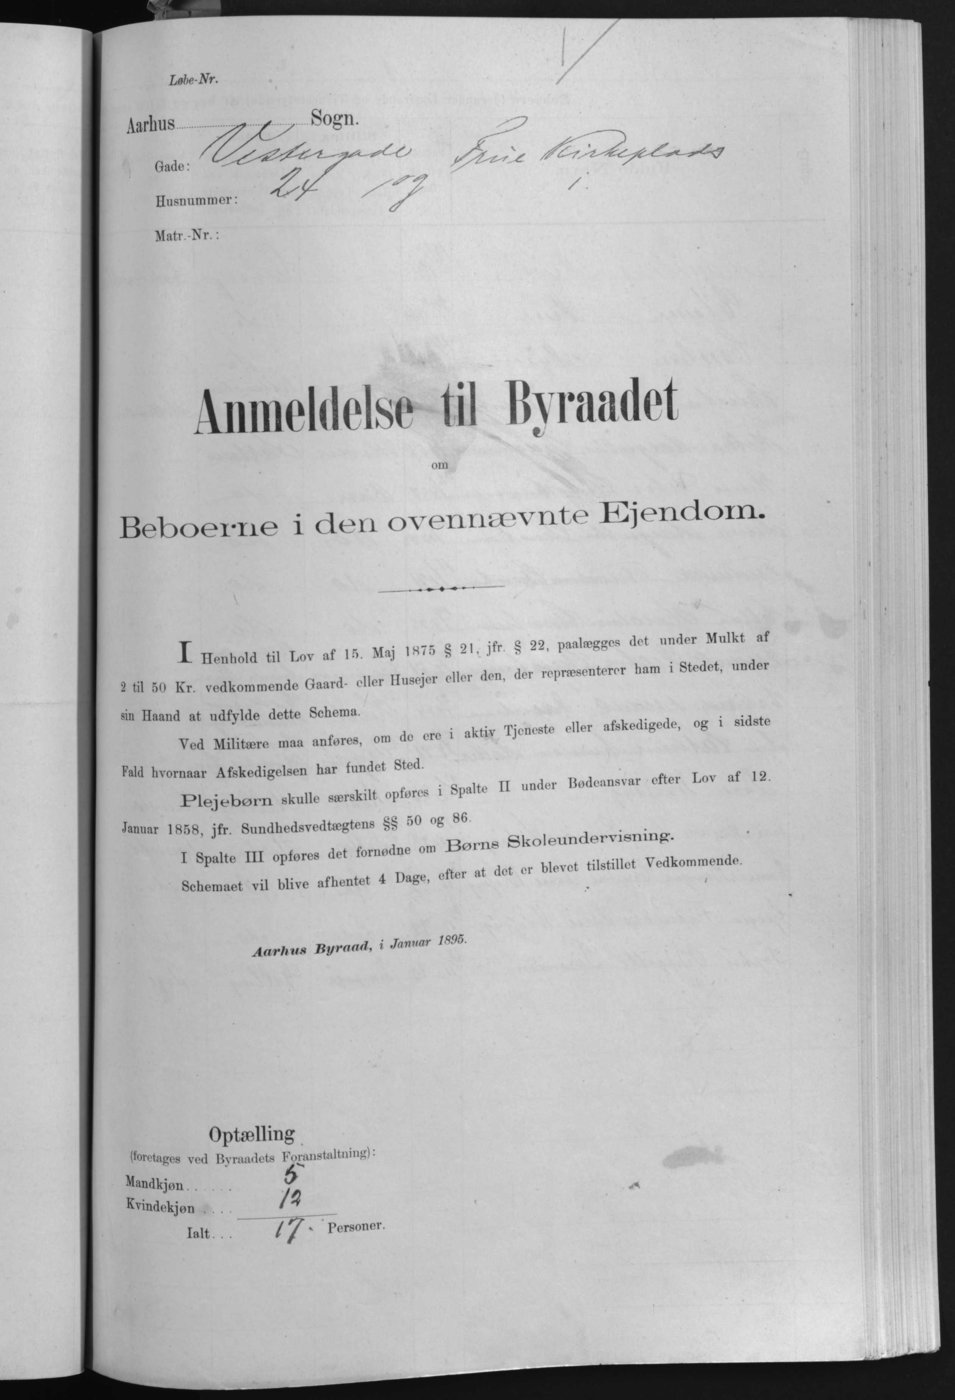 Løbe-Nr.
Aarhus Sogn.
Gade: Vestergade Frue Kirkeplads
Husnummer: 24 og 1.
Matr.-Nr.:
Anmeldelse til Byraadet
om
Beboerne i den ovennævnte Ejendom.
I Henhold til Lov af 15. Maj 1875 § 21, jfr. § 22, paalægges det under Mulkt af
2 til 50 Kr. vedkommende Gaard- eller Husejer eller den, der repræsenterer ham i Stedet, under
sin Haand at udfylde dette Schema.
Ved Militære maa anføres, om de ere i aktiv Tjeneste eller afskedigede, og i sidste
Fald hvornaar Afskedigelsen har fundet Sted.
Plejebørn skulle særskilt opføres i Spalte II under Bødeansvar efter Lov af 12.
Januar 1858, jfr. Sundhedsvedtægtens §§ 50 og 86.
I Spalte III opføres det fornødne om Børns Skoleundervisning.
Schemaet vil blive afhentet 4 Dage, efter at det er blevet tilstillet Vedkommende.
Aarhus Byraad, i Januar 1895.
Optælling
(foretages ved Byraadets Foranstaltning):
Mandkjøn..... 5
Kvindekjøn.... 12
Ialt... 17. Personer.